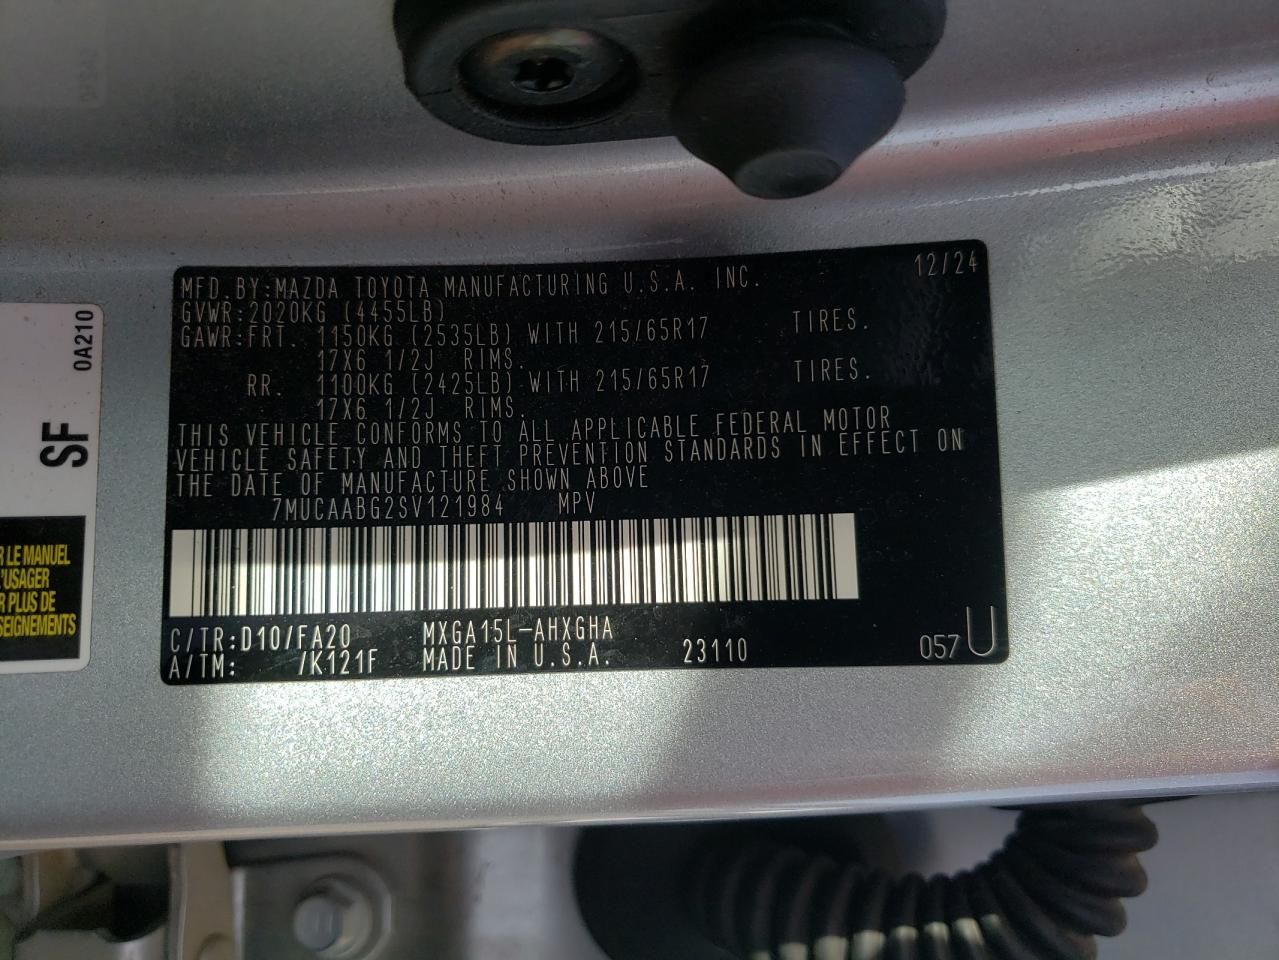 MFD.BY:MAZDA TOYOTA MANUFACTURING U.S.A. INC. 12/24
GVWR:2020KG (4455LB)
GAWR:FRT. 1150KG (2535LB) WITH 215/65R17 TIRES.
17X6 1/2J RIMS.
RR. 1100KG (2425LB) WITH 215/65R17 TIRES.
17X6 1/2J RIMS.
THIS VEHICLE CONFORMS TO ALL APPLICABLE FEDERAL MOTOR
VEHICLE SAFETY AND THEFT PREVENTION STANDARDS IN EFFECT ON
THE DATE OF MANUFACTURE SHOWN ABOVE
7MUCAABG2SV121984 MPV
C/TR:D10/FA20 MXGA15L-AHXGHA
A/TM: /K121F MADE IN U.S.A. 23110 057U
0A210
SF
R LE MANUEL
L'USAGER
R PLUS DE
SEIGNEMENTS